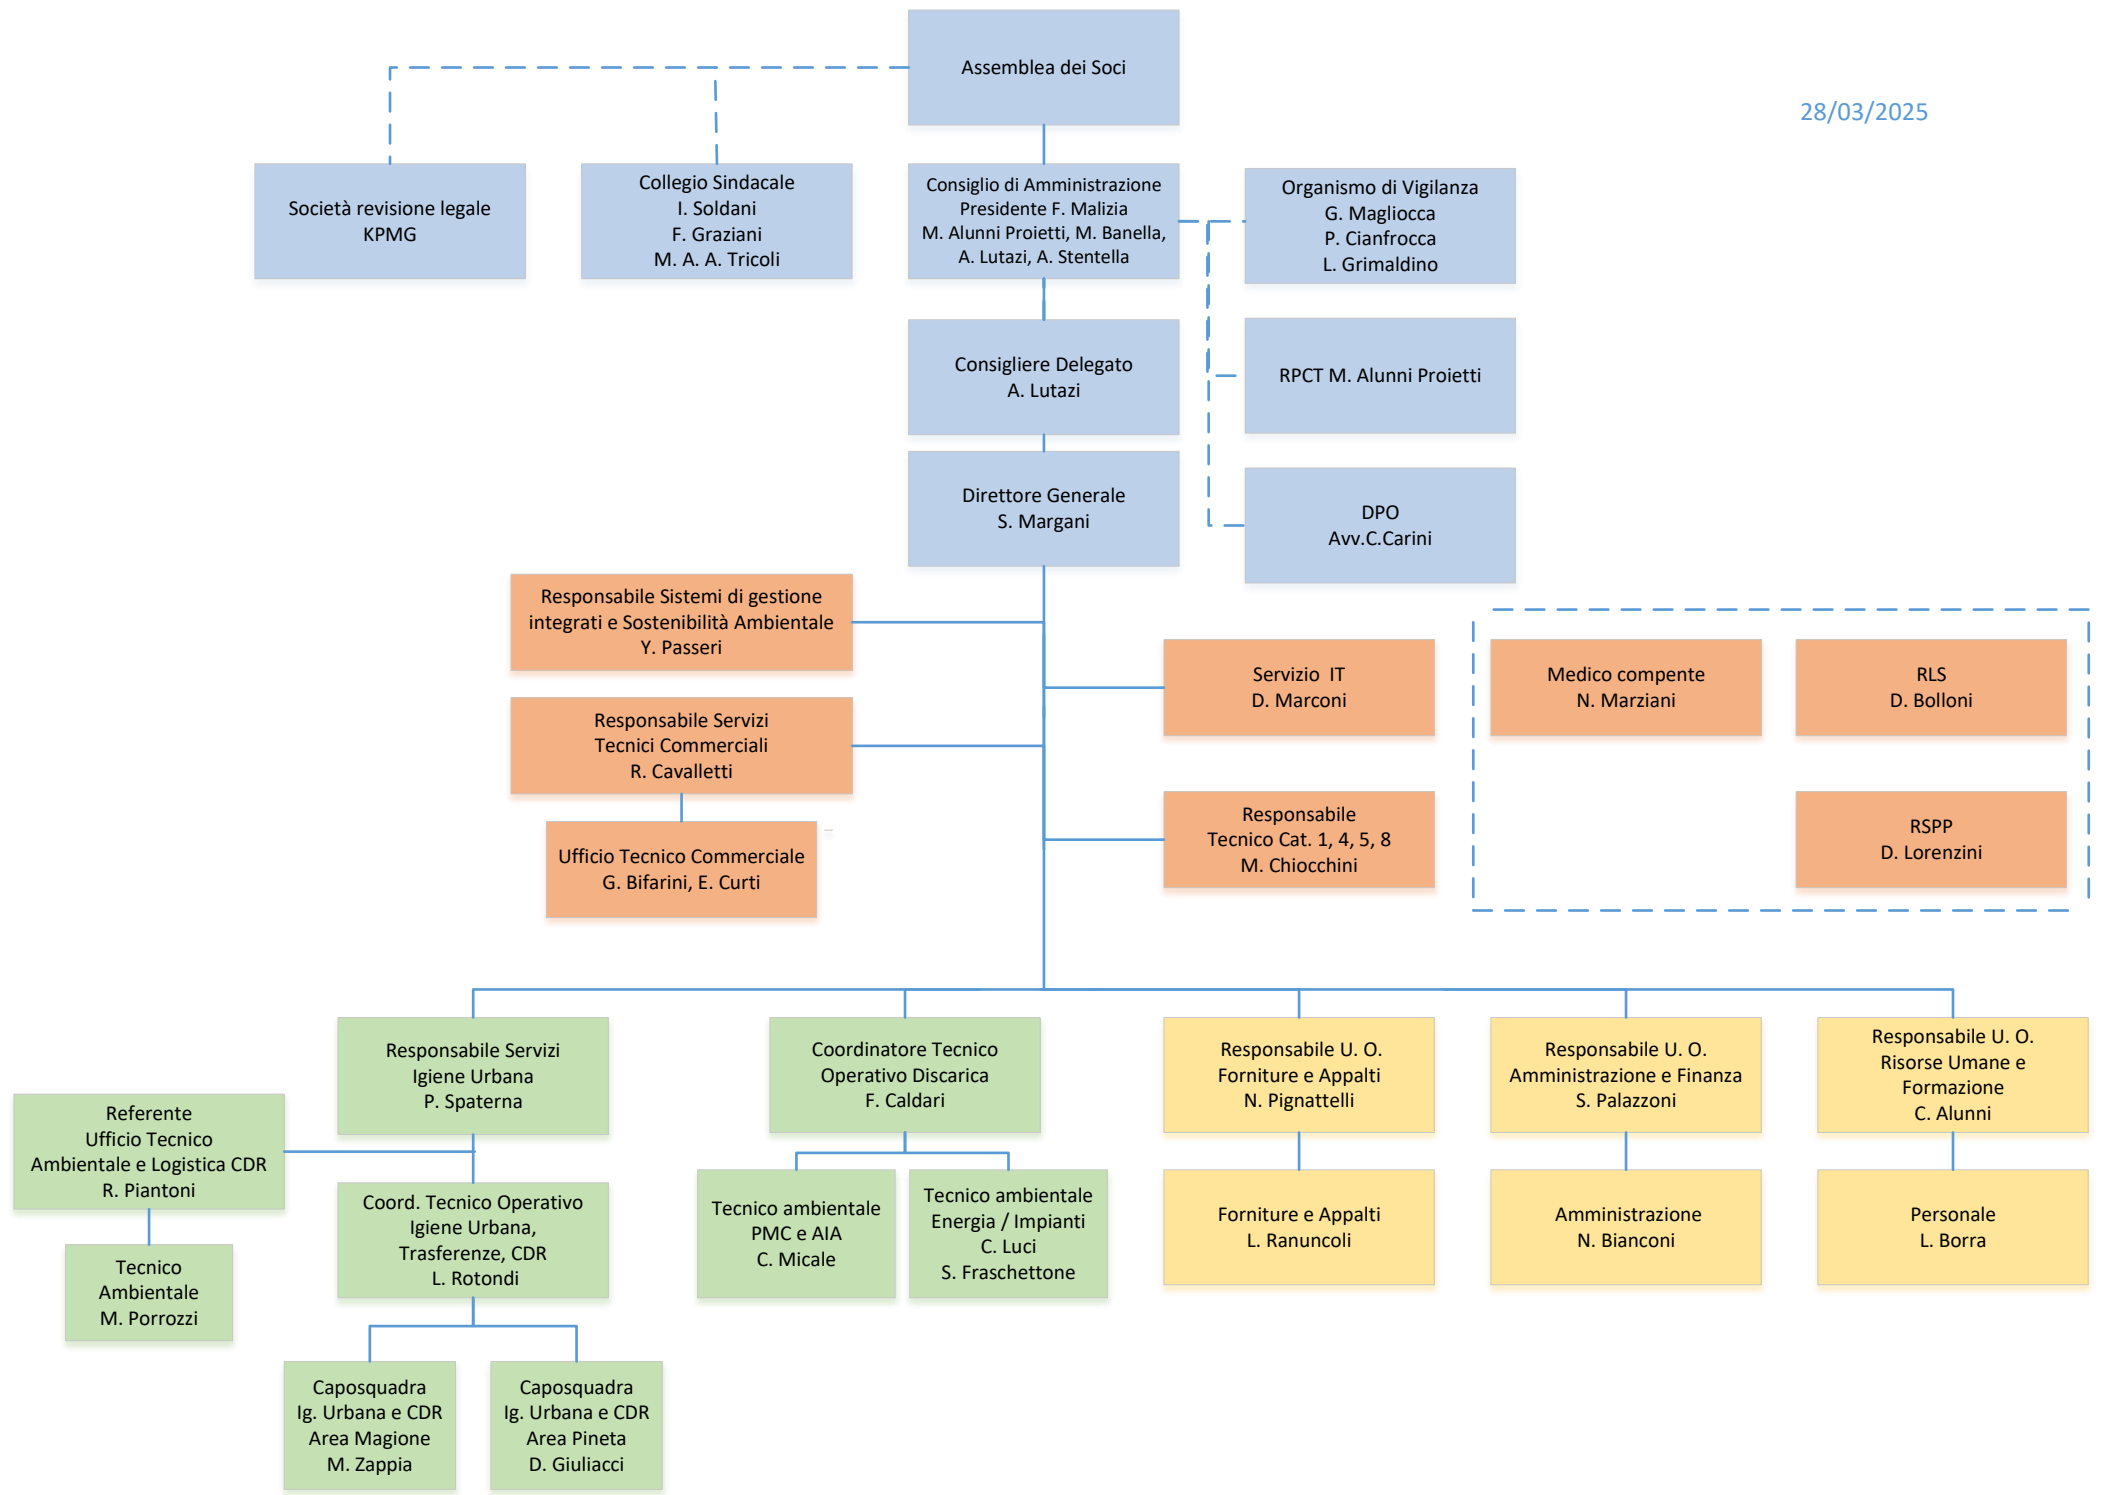 Assemblea dei Soci
28/03/2025
Società revisione legale
KPMG
Collegio Sindacale
I. Soldani
F. Graziani
M. A. A. Tricoli
Consiglio di Amministrazione
Presidente F. Malizia
M. Alunni Proietti, M. Banella,
A. Lutazi, A. Stentella
Organismo di Vigilanza
G. Magliocca
P. Cianfrocca
L. Grimaldino
Consigliere Delegato
A. Lutazi
RPCT M. Alunni Proietti
Direttore Generale
S. Margani
DPO
Avv.C.Carini
Responsabile Sistemi di gestione
integrati e Sostenibilità Ambientale
Y. Passeri
Servizio IT
D. Marconi
Medico compente
N. Marziani
RLS
D. Bolloni
Responsabile Servizi
Tecnici Commerciali
R. Cavalletti
Responsabile
Tecnico Cat. 1, 4, 5, 8
M. Chiocchini
RSPP
D. Lorenzini
Ufficio Tecnico Commerciale
G. Bifarini, E. Curti
Responsabile Servizi
Igiene Urbana
P. Spaterna
Coordinatore Tecnico
Operativo Discarica
F. Caldari
Responsabile U. O.
Forniture e Appalti
N. Pignattelli
Responsabile U. O.
Amministrazione e Finanza
S. Palazzoni
Responsabile U. O.
Risorse Umane e
Formazione
C. Alunni
Referente
Ufficio Tecnico
Ambientale e Logistica CDR
R. Piantoni
Coord. Tecnico Operativo
Igiene Urbana,
Trasferenze, CDR
L. Rotondi
Tecnico ambientale
PMC e AIA
C. Micale
Tecnico ambientale
Energia / Impianti
C. Luci
S. Fraschettone
Forniture e Appalti
L. Ranuncoli
Amministrazione
N. Bianconi
Personale
L. Borra
Tecnico
Ambientale
M. Porrozzi
Caposquadra
Ig. Urbana e CDR
Area Magione
M. Zappia
Caposquadra
Ig. Urbana e CDR
Area Pineta
D. Giuliacci